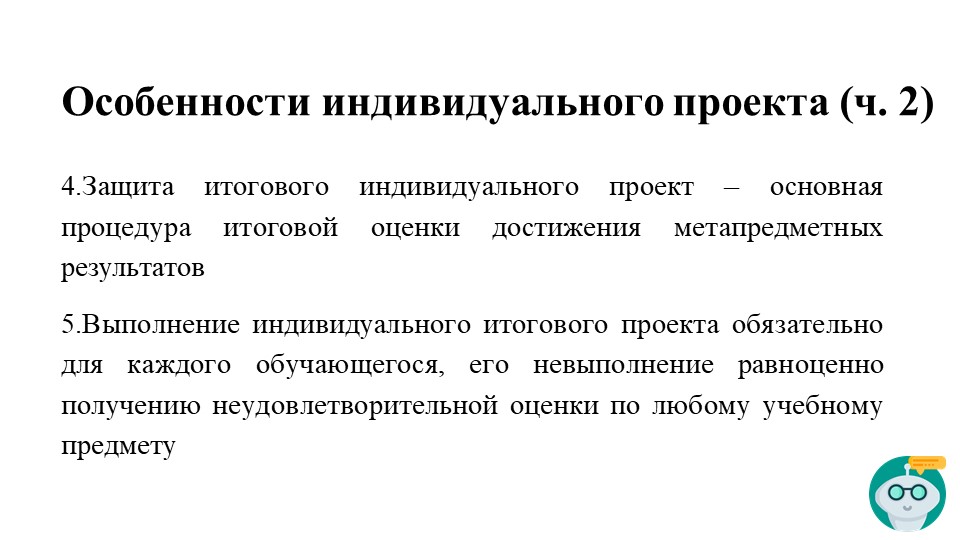 Особенности индивидуального проекта (ч. 2)
4.Защита итогового индивидуального проект – основная
процедура итоговой оценки достижения метапредметных
результатов
5.Выполнение индивидуального итогового проекта обязательно
для каждого обучающегося, его невыполнение равноценно
получению неудовлетворительной оценки по любому учебному
предмету